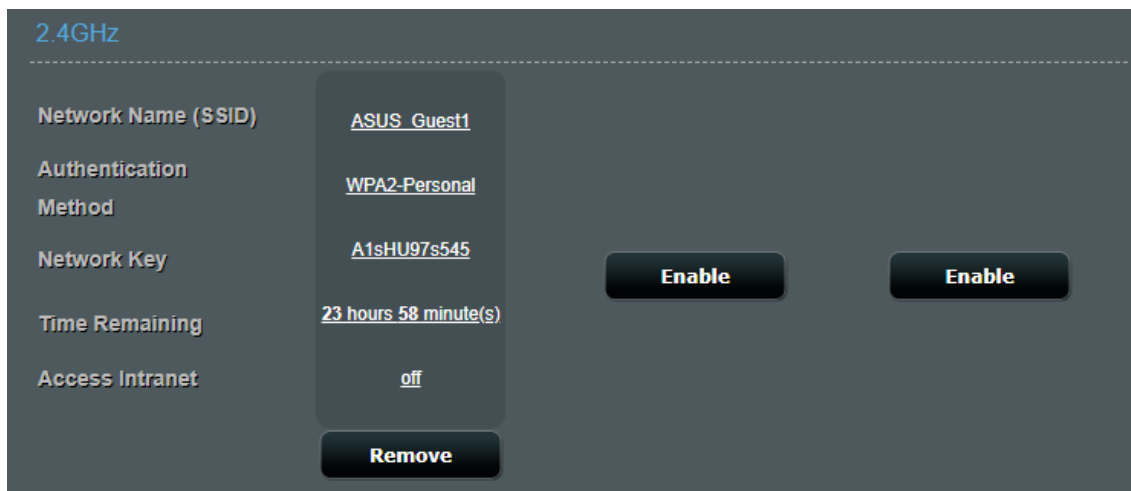 2.4GHz
Network Name (SSID)
ASUS_Guest1
Authentication
Method
WPA2-Personal
Network Key
A1sHU97s545
Enable
Enable
Time Remaining
23 hours 58 minute(s)
Access Intranet
off
Remove